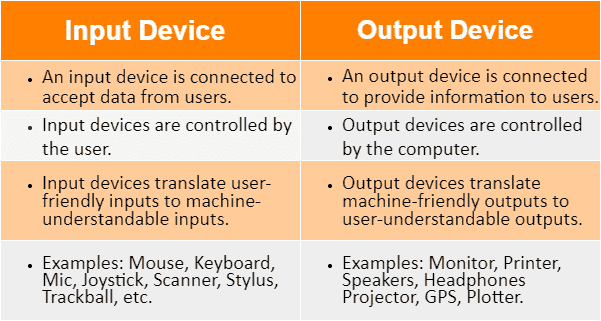 Input Device
Output Device
• An input device is connected to
accept data from users.
• An output device is connected
to provide information to users.
• Input devices are controlled by
the user.
• Output devices are controlled
by the computer.
• Input devices translate user-
friendly inputs to machine-
understandable inputs.
• Output devices translate
machine-friendly outputs to
user-understandable outputs.
• Examples: Mouse, Keyboard,
Mic, Joystick, Scanner, Stylus,
Trackball, etc.
• Examples: Monitor, Printer,
Speakers, Headphones
Projector, GPS, Plotter.